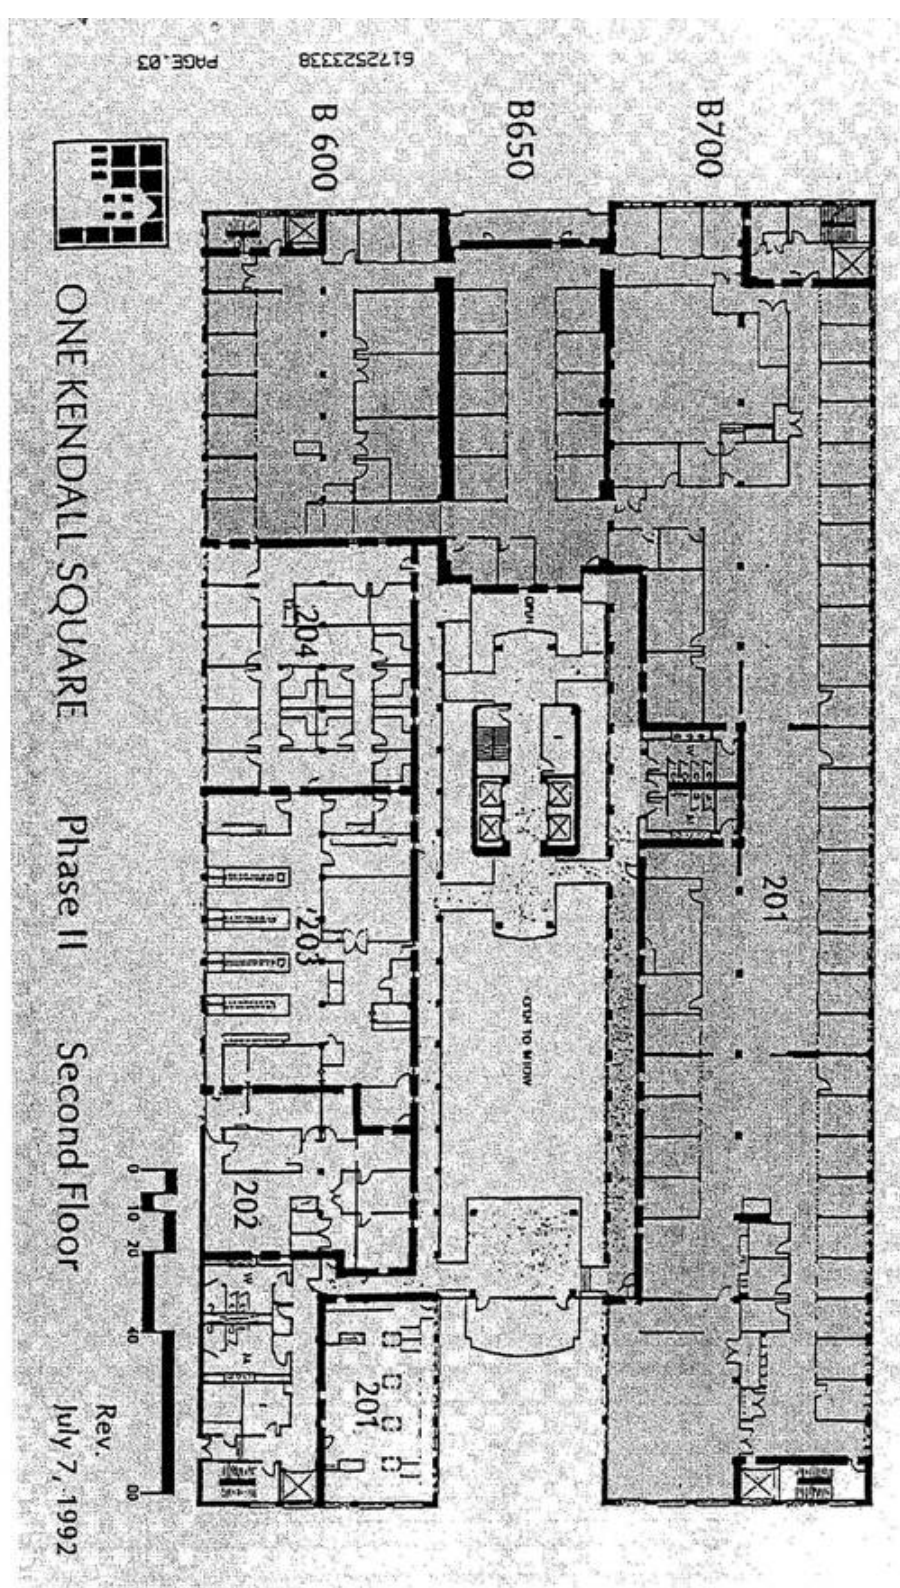 PAGE.03
6172523338
B 600
B650
B700
ONE KENDALL SQUARE Phase II Second Floor
Rev.
July 7, 1992
204
203
202
201
201
OPEN
OPEN TO BELOW
W
M
W
M
0
10
20
40
80